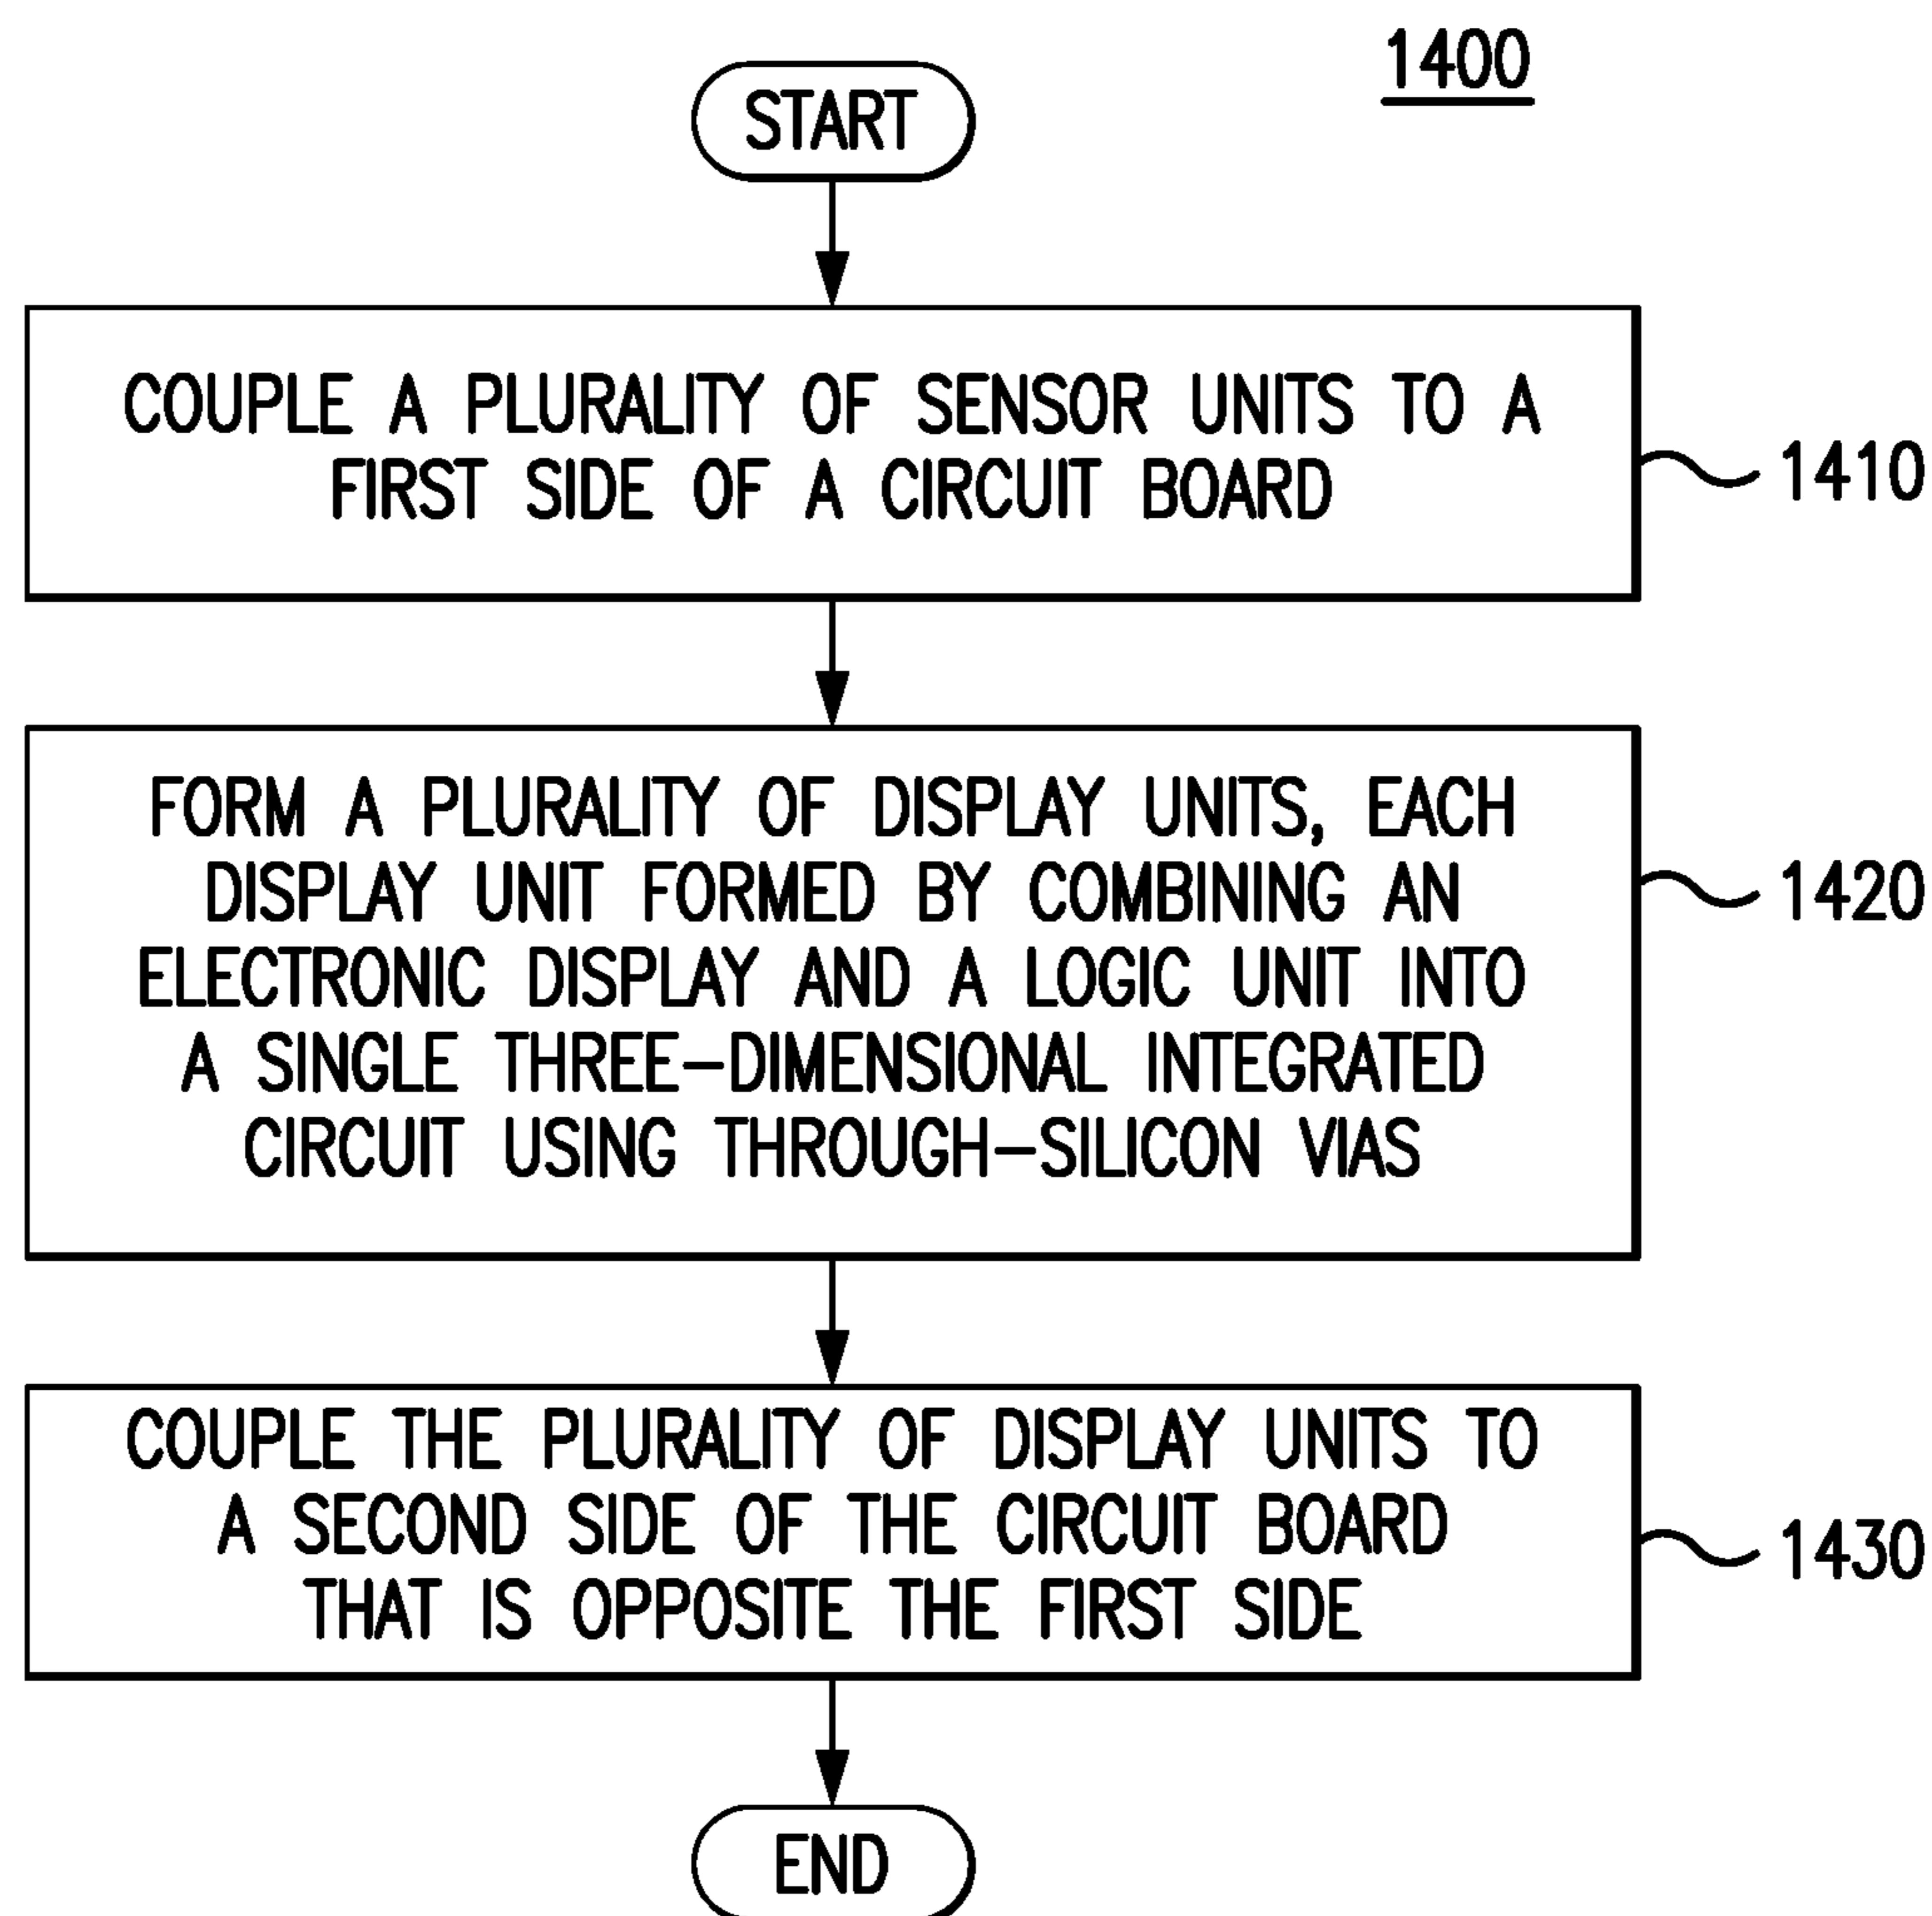 1400
START
COUPLE A PLURALITY OF SENSOR UNITS TO A
FIRST SIDE OF A CIRCUIT BOARD
1410
FORM A PLURALITY OF DISPLAY UNITS, EACH
DISPLAY UNIT FORMED BY COMBINING AN
ELECTRONIC DISPLAY AND A LOGIC UNIT INTO
A SINGLE THREE-DIMENSIONAL INTEGRATED
CIRCUIT USING THROUGH-SILICON VIAS
1420
COUPLE THE PLURALITY OF DISPLAY UNITS TO
A SECOND SIDE OF THE CIRCUIT BOARD
THAT IS OPPOSITE THE FIRST SIDE
1430
END